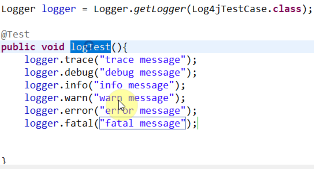 Logger logger = Logger.getLogger(Log4jTestCase.class);
@Test
public void logTest(){
logger.trace("trace message");
logger.debug("debug message");
logger.info("info message");
logger.warn("warn message");
logger.error("error message");
logger.fatal("fatal message");
}